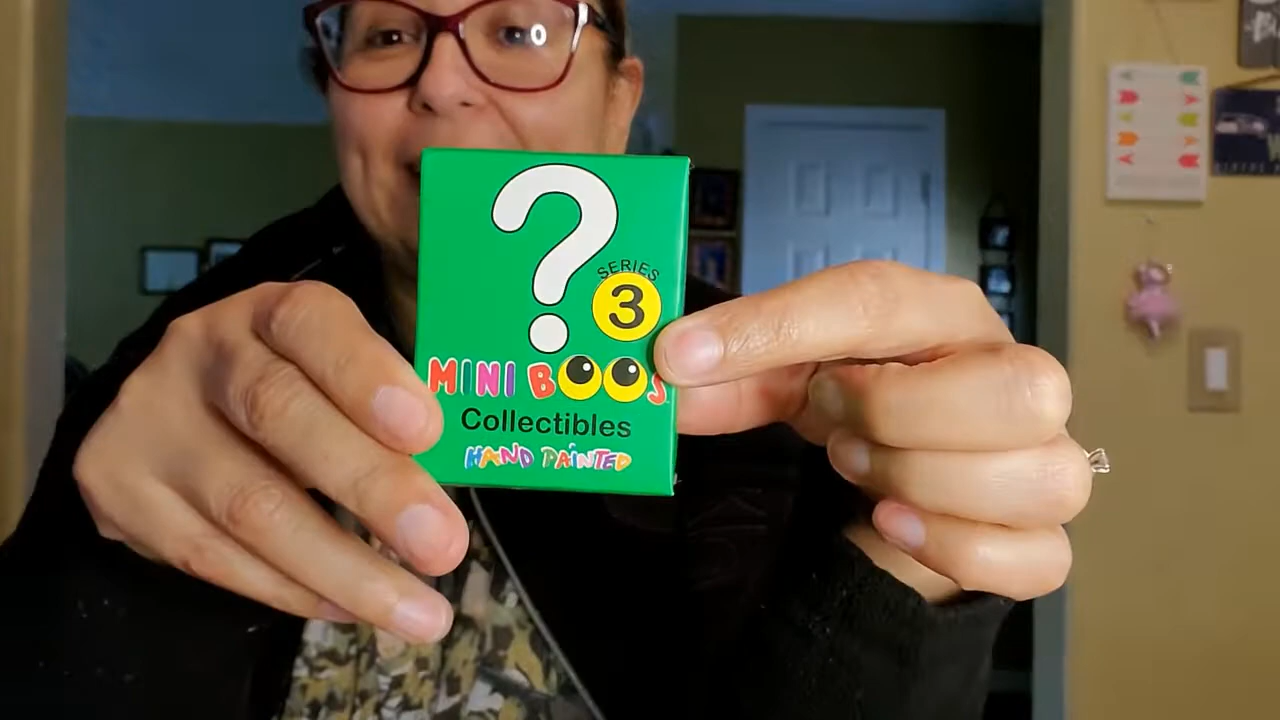 ?
SERIES
3
MINI BOOS
Collectibles
HAND PAINTED